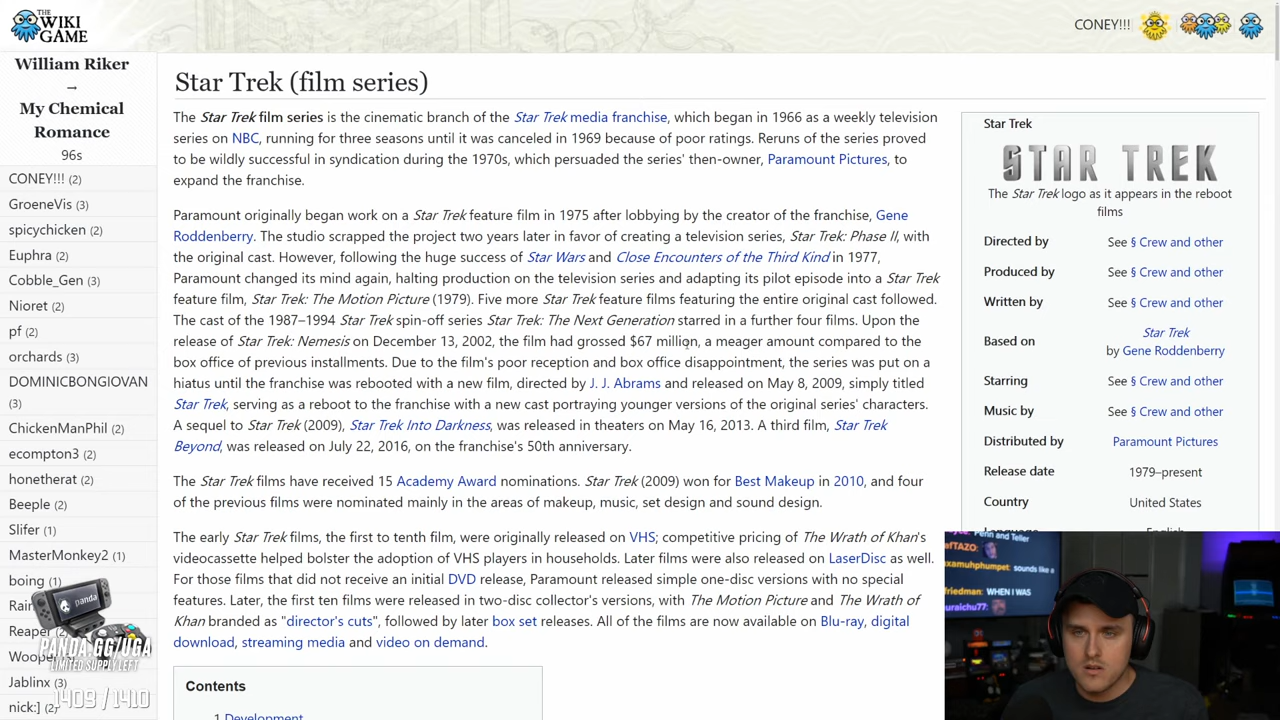 THE
WIKI
GAME
CONEY!!!
William Riker
→
My Chemical
Romance
96s
CONEY!!! (2)
GroeneVis (3)
spicychicken (2)
Euphra (2)
Cobble_Gen (3)
Nioret (2)
pf (2)
orchards (3)
DOMINICBONGIOVAN
(3)
ChickenManPhil (2)
ecompton3 (2)
honetherat (2)
Beeple (2)
Slifer (1)
MasterMonkey2 (1)
boing (1)
Reaper
Jablinx (3)
nick:] (2)
panda
PANDA.GG/UGA
LIMITED SUPPLY LEFT
1409 / 1410
Star Trek (film series)
The Star Trek film series is the cinematic branch of the Star Trek media franchise, which began in 1966 as a weekly television
series on NBC, running for three seasons until it was canceled in 1969 because of poor ratings. Reruns of the series proved
to be wildly successful in syndication during the 1970s, which persuaded the series' then-owner, Paramount Pictures, to
expand the franchise.
Paramount originally began work on a Star Trek feature film in 1975 after lobbying by the creator of the franchise, Gene
Roddenberry. The studio scrapped the project two years later in favor of creating a television series, Star Trek: Phase II, with
the original cast. However, following the huge success of Star Wars and Close Encounters of the Third Kind in 1977,
Paramount changed its mind again, halting production on the television series and adapting its pilot episode into a Star Trek
feature film, Star Trek: The Motion Picture (1979). Five more Star Trek feature films featuring the entire original cast followed.
The cast of the 1987–1994 Star Trek spin-off series Star Trek: The Next Generation starred in a further four films. Upon the
release of Star Trek: Nemesis on December 13, 2002, the film had grossed $67 million, a meager amount compared to the
box office of previous installments. Due to the film's poor reception and box office disappointment, the series was put on a
hiatus until the franchise was rebooted with a new film, directed by J. J. Abrams and released on May 8, 2009, simply titled
Star Trek, serving as a reboot to the franchise with a new cast portraying younger versions of the original series' characters.
A sequel to Star Trek (2009), Star Trek Into Darkness, was released in theaters on May 16, 2013. A third film, Star Trek
Beyond, was released on July 22, 2016, on the franchise's 50th anniversary.
The Star Trek films have received 15 Academy Award nominations. Star Trek (2009) won for Best Makeup in 2010, and four
of the previous films were nominated mainly in the areas of makeup, music, set design and sound design.
The early Star Trek films, the first to tenth film, were originally released on VHS; competitive pricing of The Wrath of Khan's
videocassette helped bolster the adoption of VHS players in households. Later films were also released on LaserDisc as well.
For those films that did not receive an initial DVD release, Paramount released simple one-disc versions with no special
features. Later, the first ten films were released in two-disc collector's versions, with The Motion Picture and The Wrath of
Khan branded as "director's cuts", followed by later box set releases. All of the films are now available on Blu-ray, digital
download, streaming media and video on demand.
Contents
1 Development
Star Trek
STAR TREK
The Star Trek logo as it appears in the reboot
films
Directed by See § Crew and other
Produced by See § Crew and other
Written by See § Crew and other
Based on Star Trek
by Gene Roddenberry
Starring See § Crew and other
Music by See § Crew and other
Distributed by Paramount Pictures
Release date 1979–present
Country United States
Penn and Teller
sounds like a
WHEN I WAS